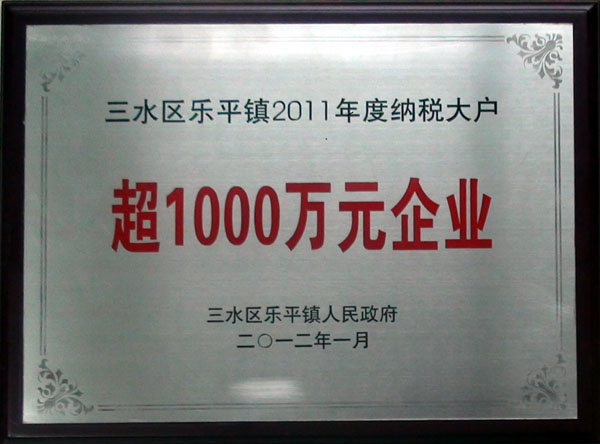 三水区乐平镇2011年度纳税大户
超1000万元企业
三水区乐平镇人民政府
二〇一二年一月